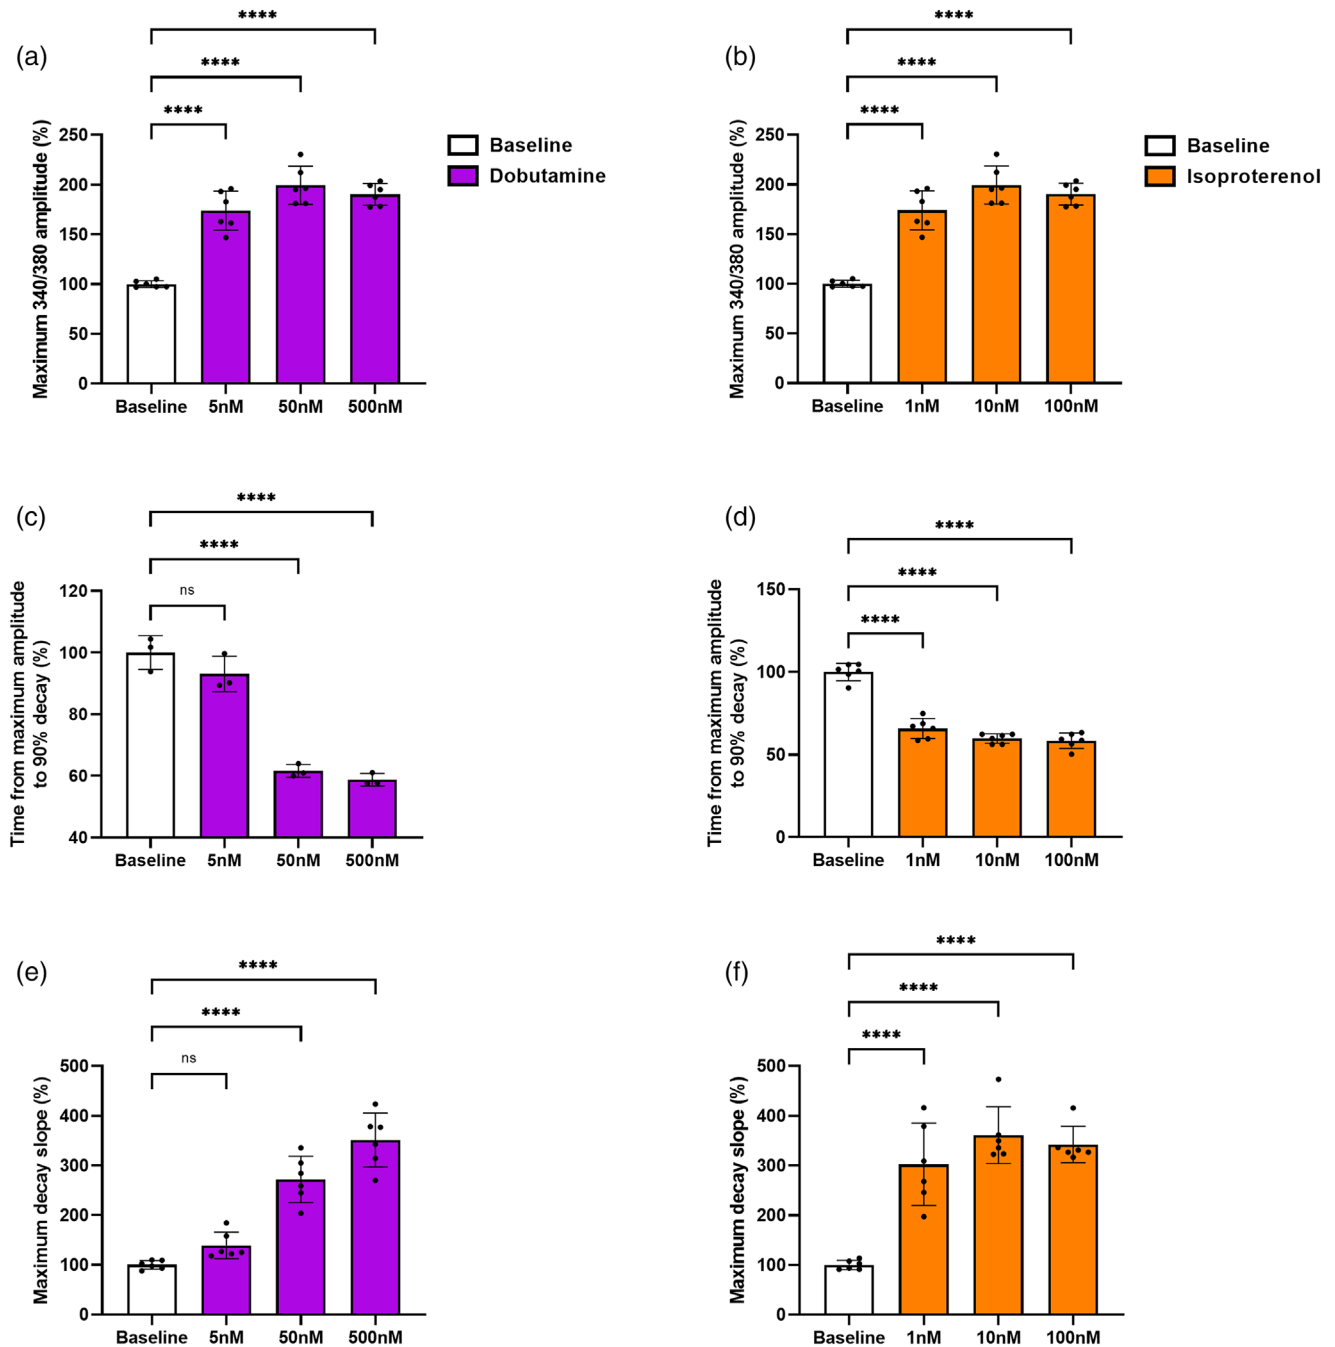 (a)
****
****
****
Maximum 340/380 amplitude (%)
250
200
150
100
50
0
Baseline
5nM
50nM
500nM
Baseline
Dobutamine
(b)
****
****
****
Maximum 340/380 amplitude (%)
250
200
150
100
50
0
Baseline
1nM
10nM
100nM
Baseline
Isoproterenol
(c)
****
****
ns
Time from maximum amplitude
to 90% decay (%)
120
100
80
60
40
Baseline
5nM
50nM
500nM
(d)
****
****
****
Time from maximum amplitude
to 90% decay (%)
150
100
50
0
Baseline
1nM
10nM
100nM
(e)
****
****
ns
Maximum decay slope (%)
500
400
300
200
100
0
Baseline
5nM
50nM
500nM
(f)
****
****
****
Maximum decay slope (%)
500
400
300
200
100
0
Baseline
1nM
10nM
100nM